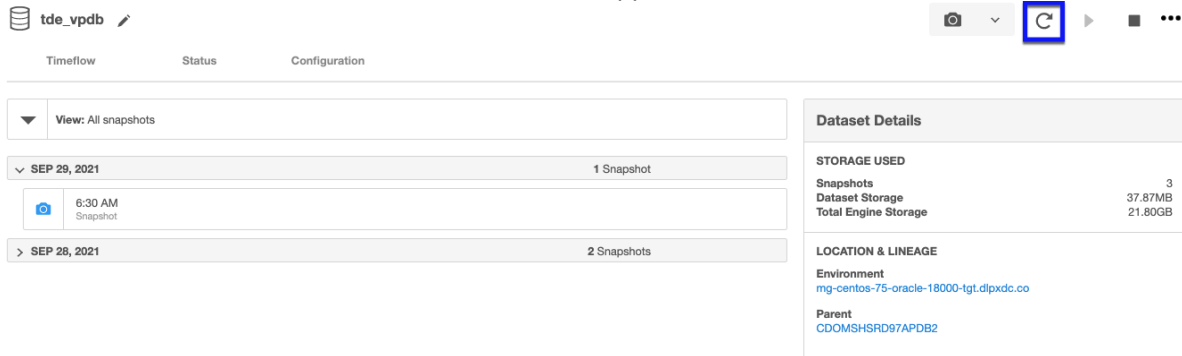 tde_vpdb
Timeflow Status Configuration
View: All snapshots
SEP 29, 2021 1 Snapshot
6:30 AM
Snapshot
SEP 28, 2021 2 Snapshots
Dataset Details
STORAGE USED
Snapshots 3
Dataset Storage 37.87MB
Total Engine Storage 21.80GB
LOCATION & LINEAGE
Environment
mg-centos-75-oracle-18000-tgt.dlpxdc.co
Parent
CDOMSHSRD97APDB2